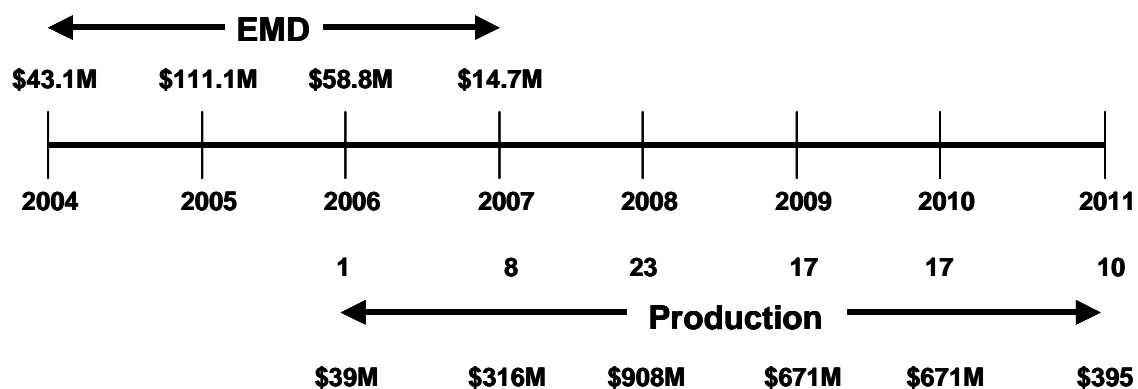 EMD
$43.1M $111.1M $58.8M $14.7M
2004 2005 2006 2007 2008 2009 2010 2011
1 8 23 17 17 10
Production
$39M $316M $908M $671M $671M $395